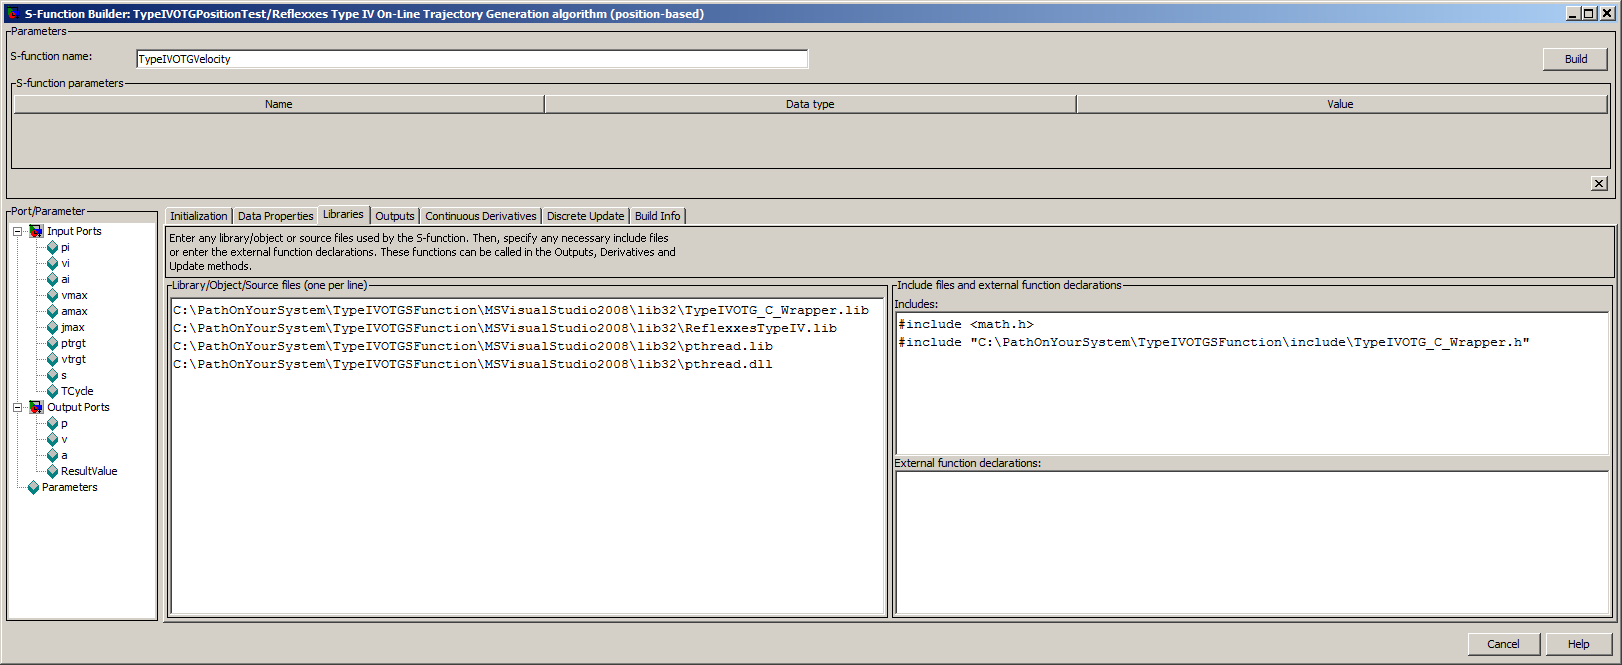 S-Function Builder: TypeIVOTGPositionTest/Reflexxes Type IV On-Line Trajectory Generation algorithm (position-based)
Parameters
S-function name:
TypeIVOTGVelocity
Build
S-function parameters
Name
Data type
Value
Port/Parameter
Input Ports
pi
vi
ai
vmax
amax
jmax
ptrgt
vtrgt
s
TCycle
Output Ports
p
v
a
ResultValue
Parameters
Initialization
Data Properties
Libraries
Outputs
Continuous Derivatives
Discrete Update
Build Info
Enter any library/object or source files used by the S-function. Then, specify any necessary include files
or enter the external function declarations. These functions can be called in the Outputs, Derivatives and
Update methods.
Library/Object/Source files (one per line)
C:\PathOnYourSystem\TypeIVOTGSFunction\MSVisualStudio2008\lib32\TypeIVOTG_C_Wrapper.lib
C:\PathOnYourSystem\TypeIVOTGSFunction\MSVisualStudio2008\lib32\ReflexxesTypeIV.lib
C:\PathOnYourSystem\TypeIVOTGSFunction\MSVisualStudio2008\lib32\pthread.lib
C:\PathOnYourSystem\TypeIVOTGSFunction\MSVisualStudio2008\lib32\pthread.dll
Include files and external function declarations
Includes:
#include <math.h>
#include "C:\PathOnYourSystem\TypeIVOTGSFunction\include\TypeIVOTG_C_Wrapper.h"
External function declarations:
Cancel
Help